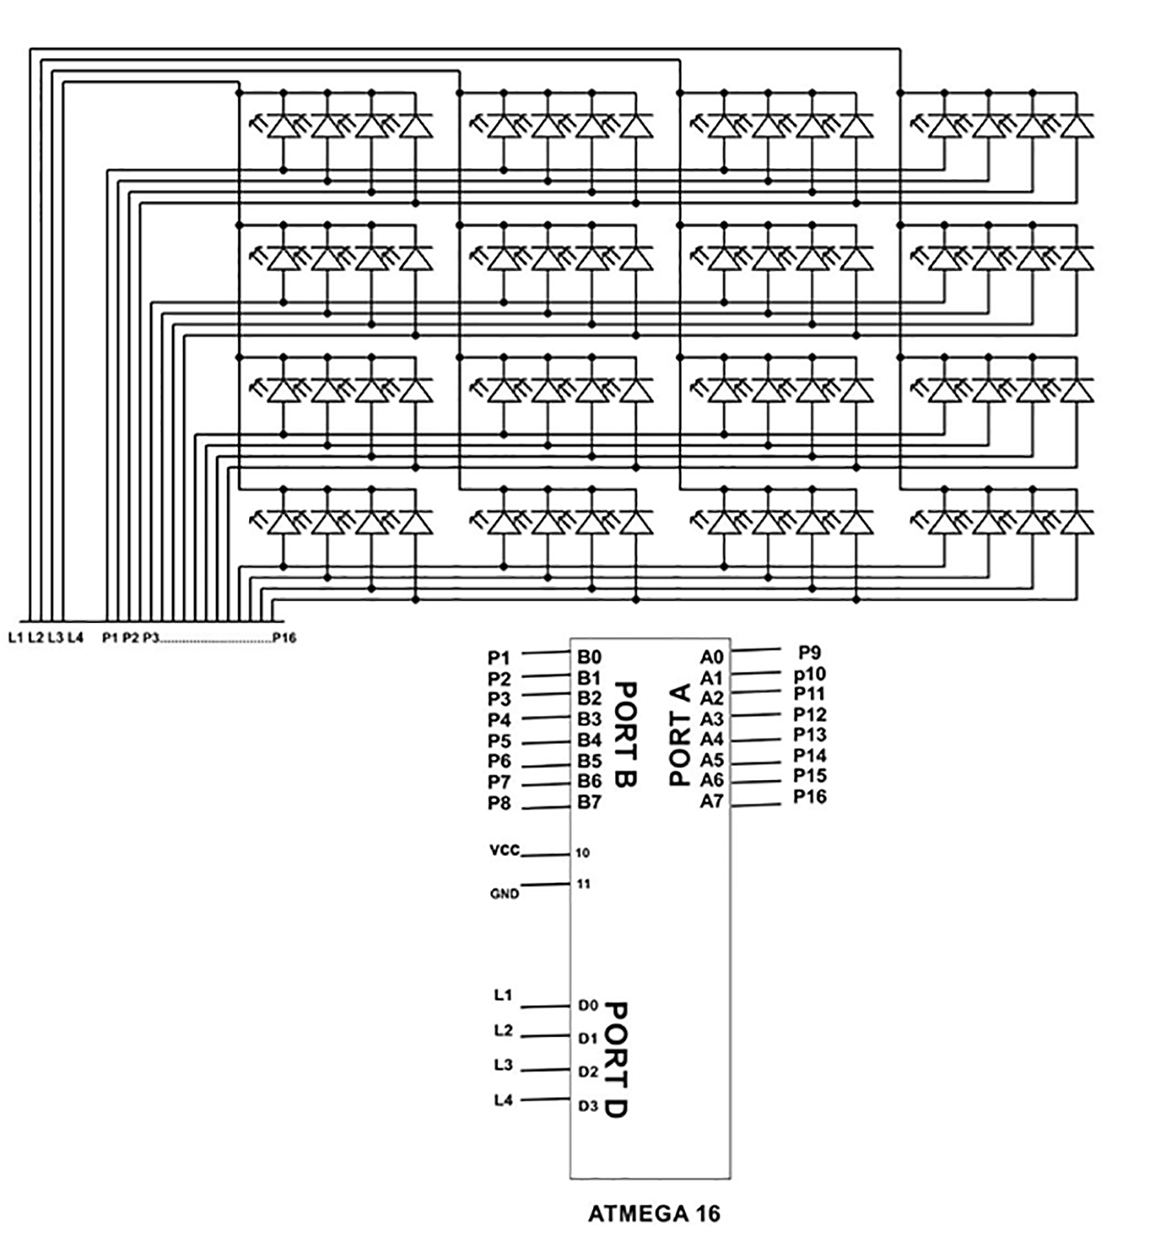 L1 L2 L3 L4 P1 P2 P3............................P16
P1 B0 A0 P9
P2 B1 A1 p10
P3 B2 A2 P11
P4 B3 A3 P12
P5 B4 A4 P13
P6 B5 A5 P14
P7 B6 A6 P15
P8 B7 A7 P16
PORT B
PORT A
VCC 10
GND 11
L1 D0
L2 D1
L3 D2
L4 D3
PORT D
ATMEGA 16